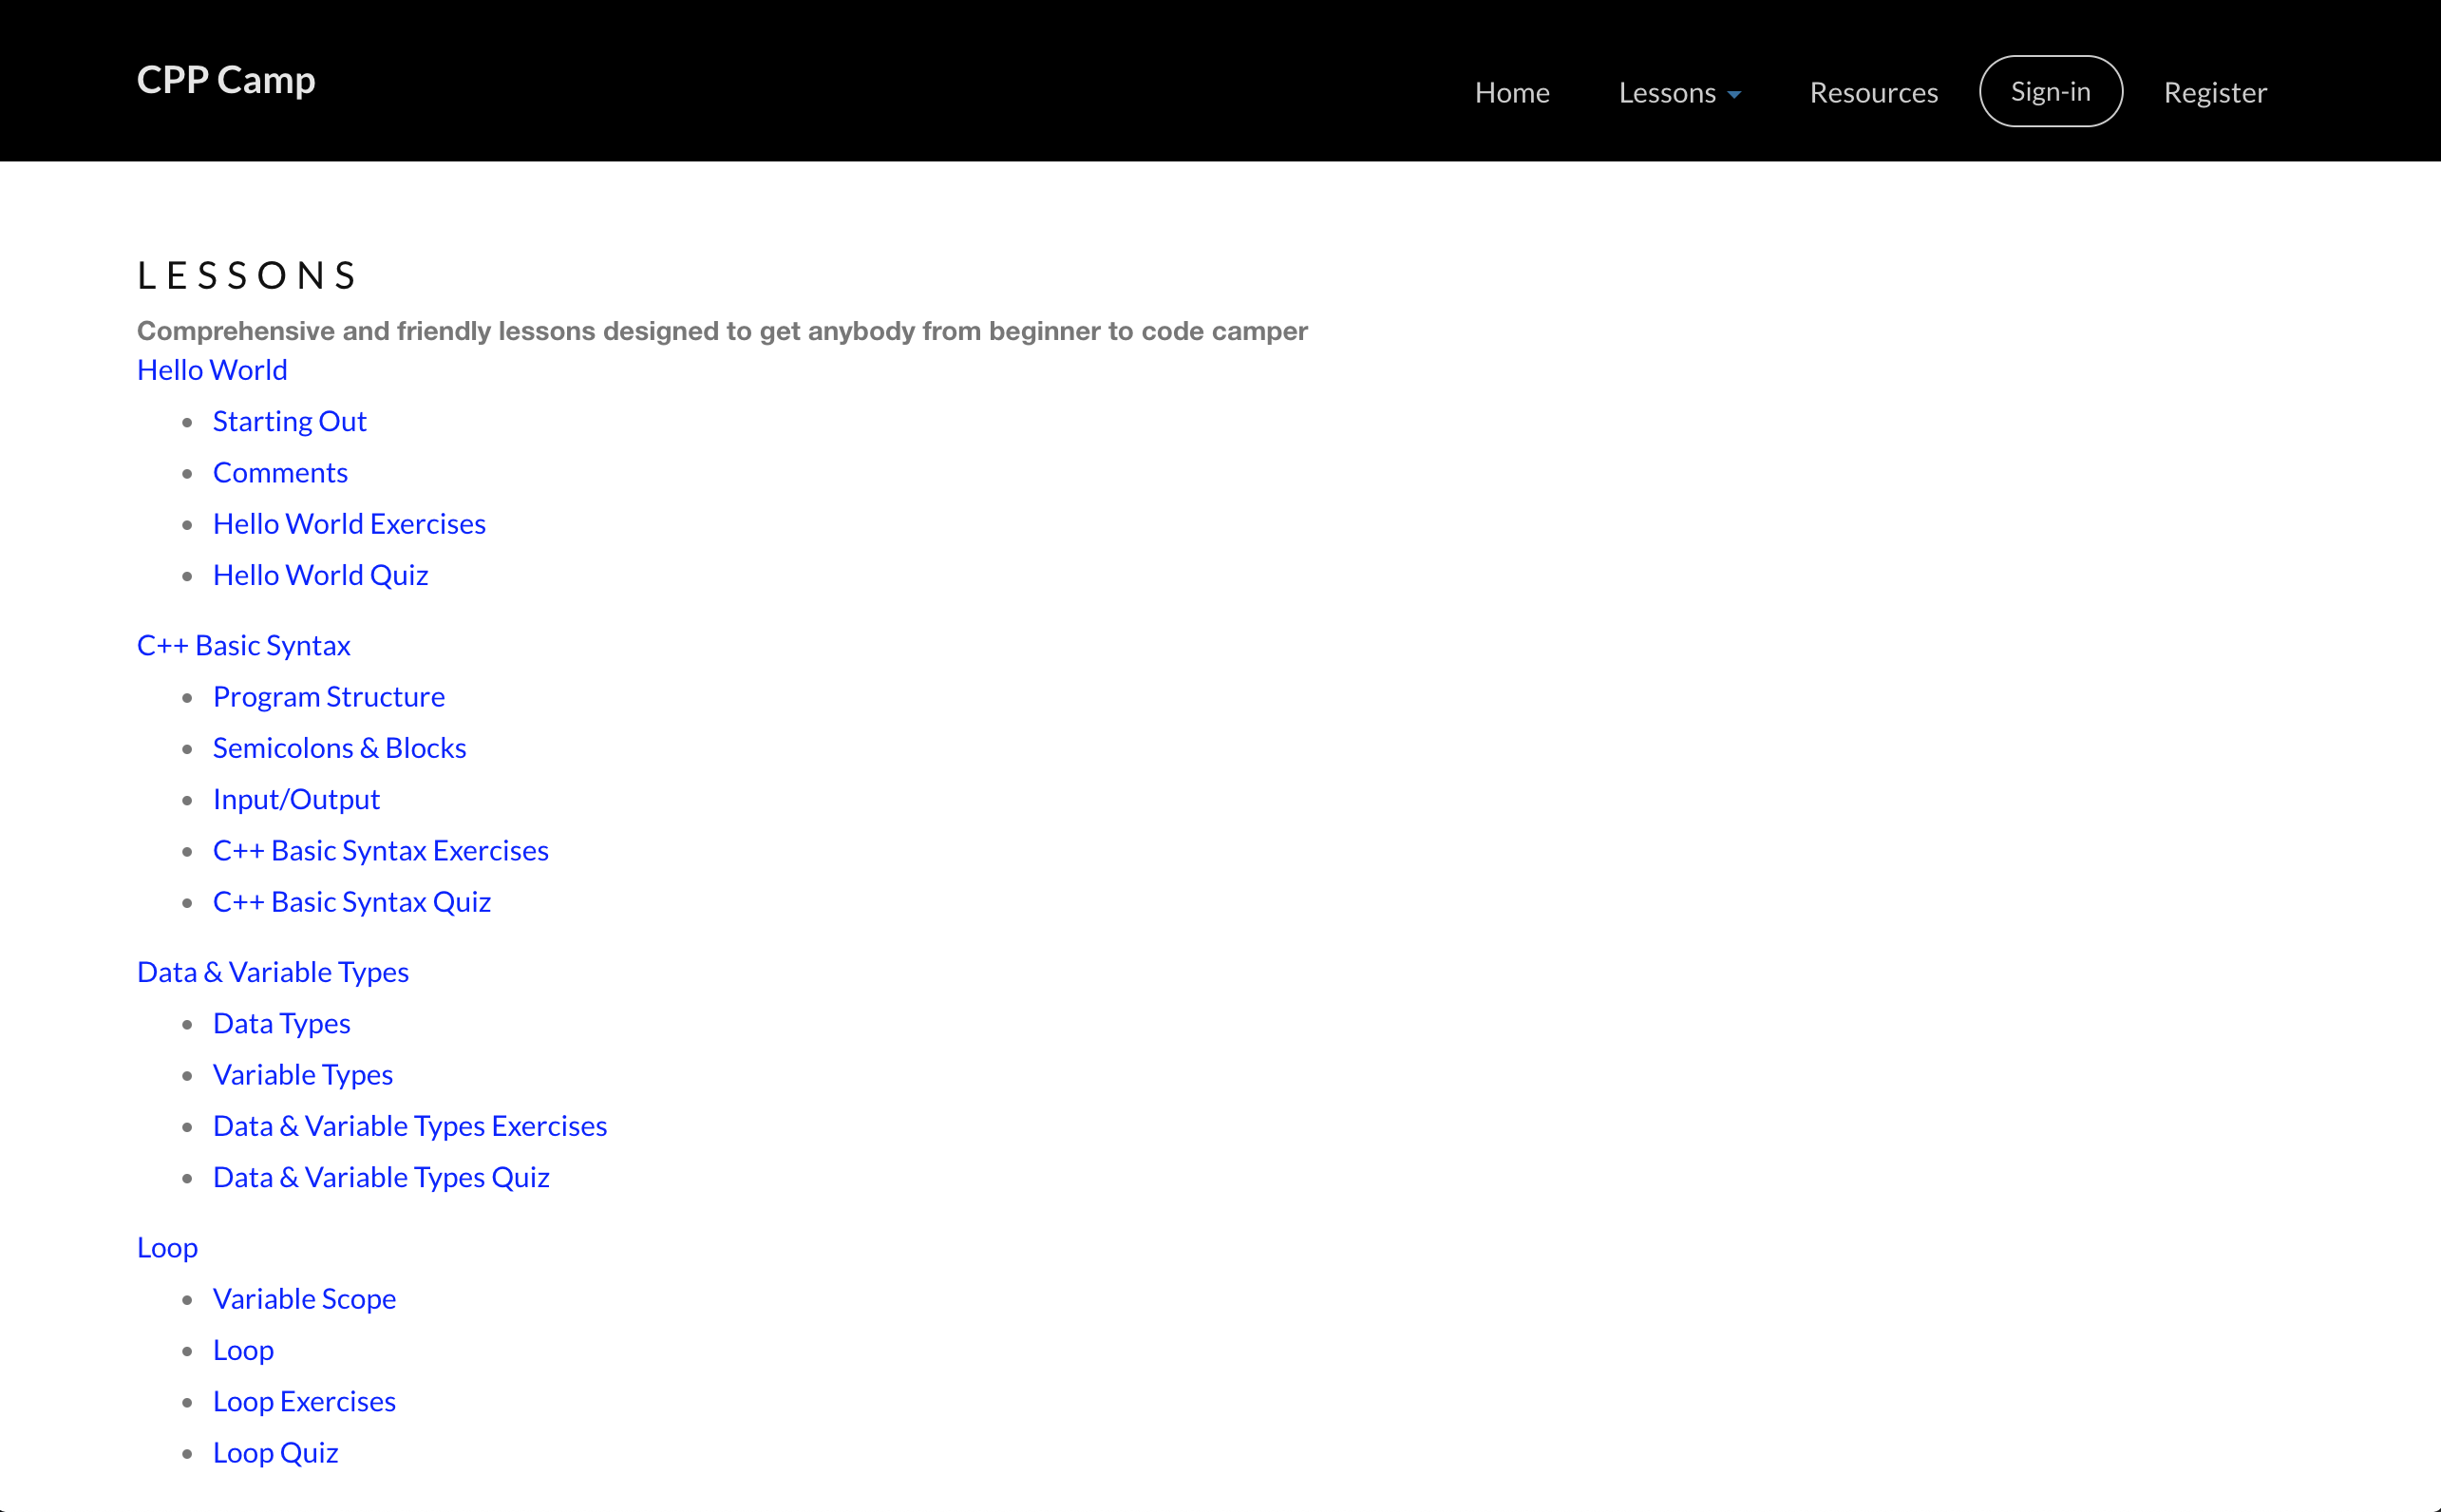 CPP Camp
Home Lessons Resources Sign-in Register
LESSONS
Comprehensive and friendly lessons designed to get anybody from beginner to code camper
Hello World
Starting Out
Comments
Hello World Exercises
Hello World Quiz
C++ Basic Syntax
Program Structure
Semicolons & Blocks
Input/Output
C++ Basic Syntax Exercises
C++ Basic Syntax Quiz
Data & Variable Types
Data Types
Variable Types
Data & Variable Types Exercises
Data & Variable Types Quiz
Loop
Variable Scope
Loop
Loop Exercises
Loop Quiz